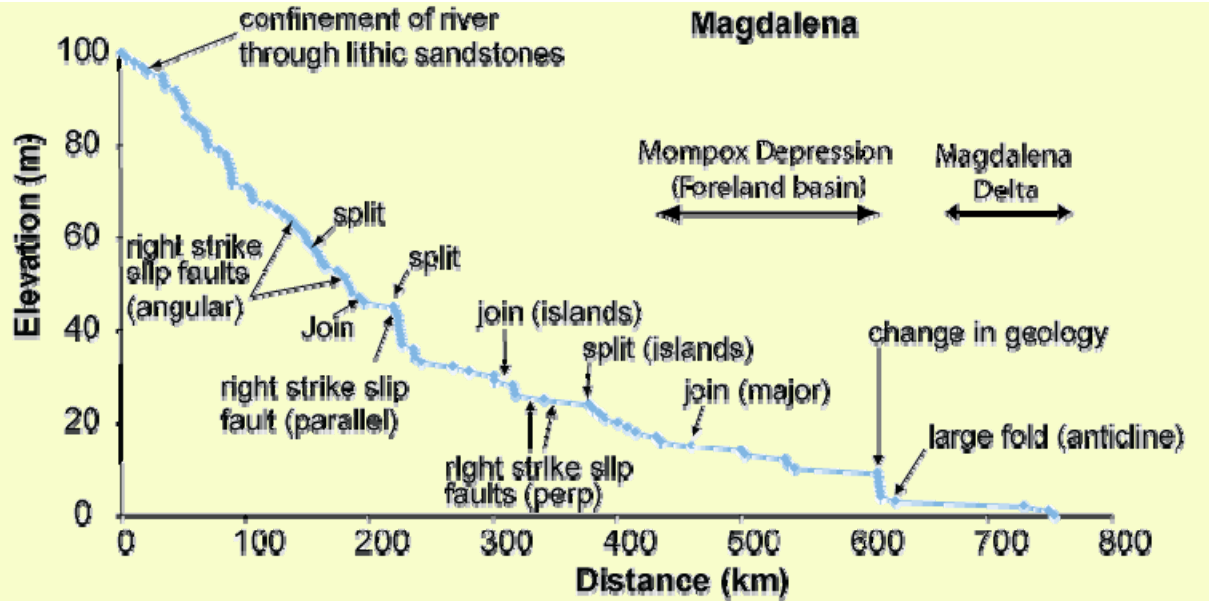 Magdalena
confinement of river
through lithic sandstones
Elevation (m)
100
80
60
40
20
0
Mompox Depression
(Foreland basin)
Magdalena
Delta
right strike
slip faults
(angular)
split
Join
split
right strike slip
fault (parallel)
join (islands)
right strike slip
faults (perp)
split (islands)
join (major)
change in geology
large fold (anticline)
0
100
200
300
400
500
600
700
800
Distance (km)